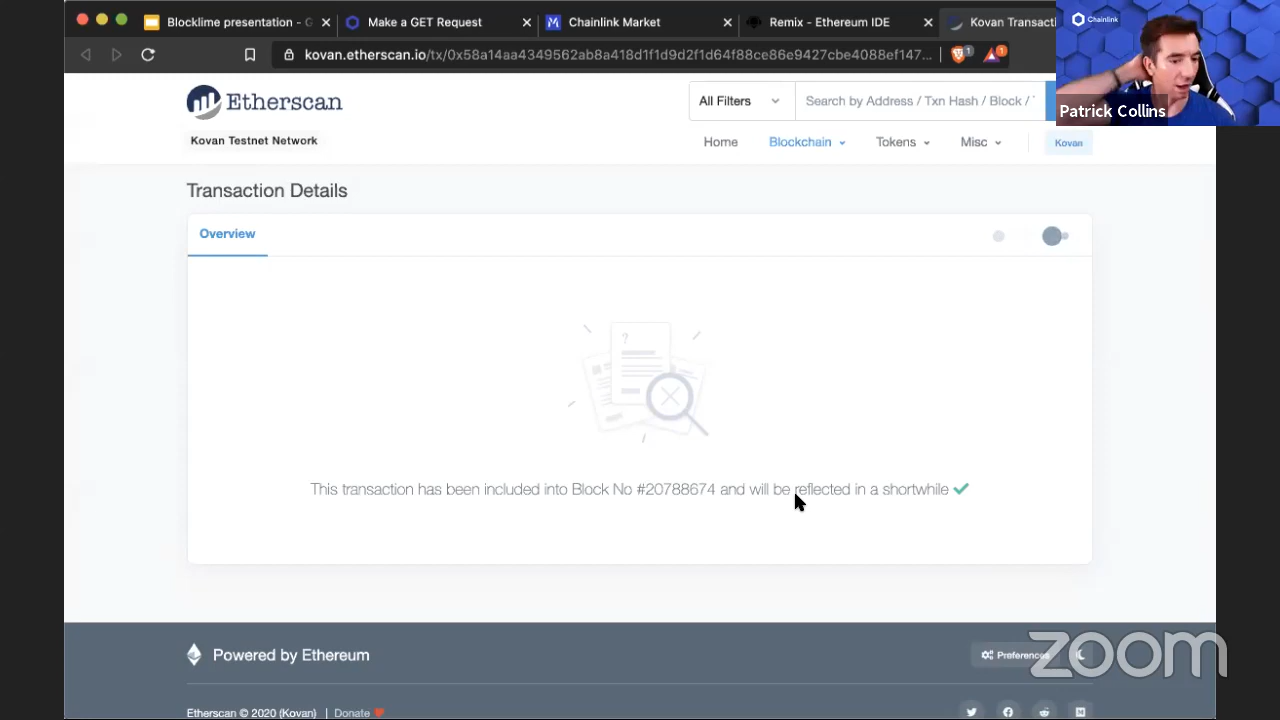 Blocklime presentation - G
Make a GET Request
Chainlink Market
Remix - Ethereum IDE
Kovan Transacti
kovan.etherscan.io/tx/0x58a14aa4349562ab8a418d1f1d9d2f1d64f88ce86e9427cbe4088ef147...
1
1
Chainlink
Patrick Collins
Etherscan
All Filters
Search by Address / Txn Hash / Block /
Kovan Testnet Network
Home
Blockchain
Tokens
Misc
Kovan
Transaction Details
Overview
?
This transaction has been included into Block No #20788674 and will be reflected in a shortwhile
Powered by Ethereum
Preferences
zoom
Etherscan © 2020 (Kovan) | Donate